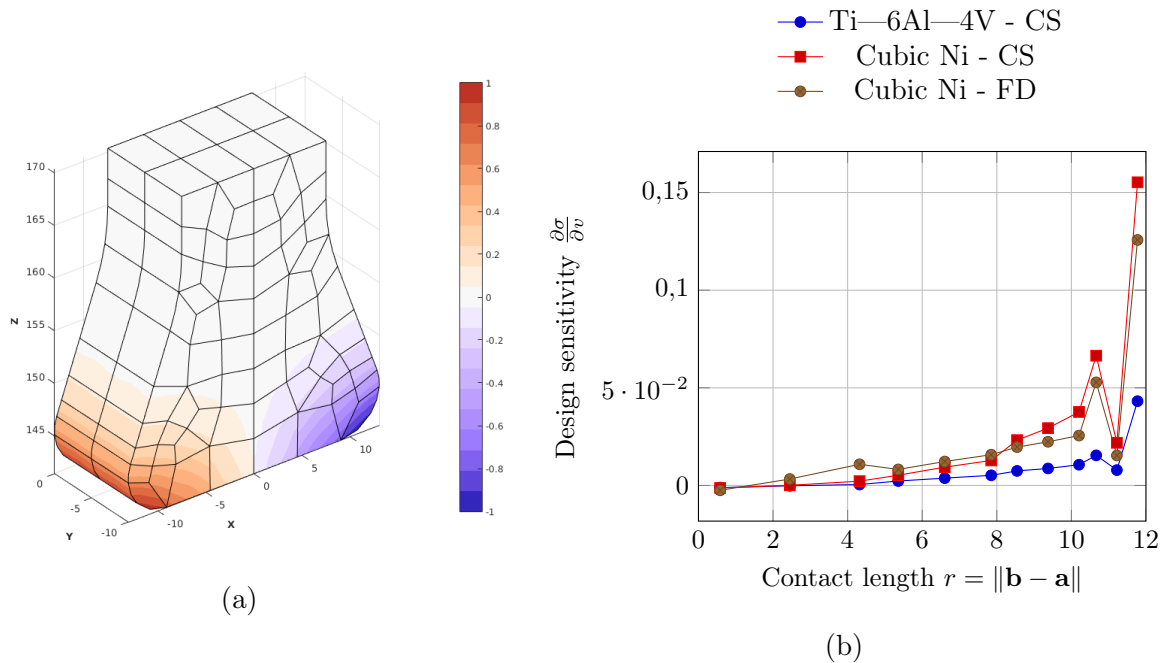 (a)
170
165
160
155
150
145
Z
0
-5
-10
Y
-10
-5
0
5
10
X
1
0.8
0.6
0.4
0.2
0
-0.2
-0.4
-0.6
-0.8
-1
Ti—6Al—4V - CS
Cubic Ni - CS
Cubic Ni - FD
0,15
0,1
5 · 10⁻²
0
Design sensitivity ∂σ/∂v
0 2 4 6 8 10 12
Contact length r = ‖b − a‖
(b)